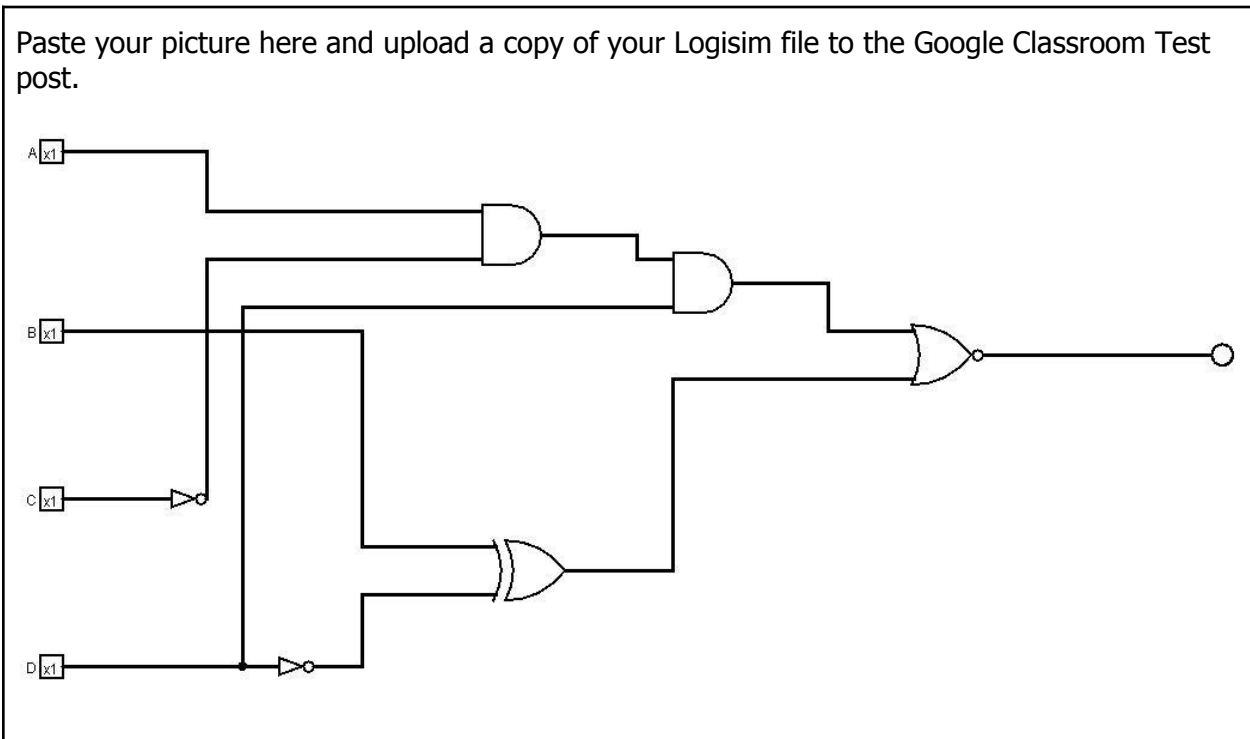 Paste your picture here and upload a copy of your Logisim file to the Google Classroom Test
post.
A x1
B x1
C x1
D x1